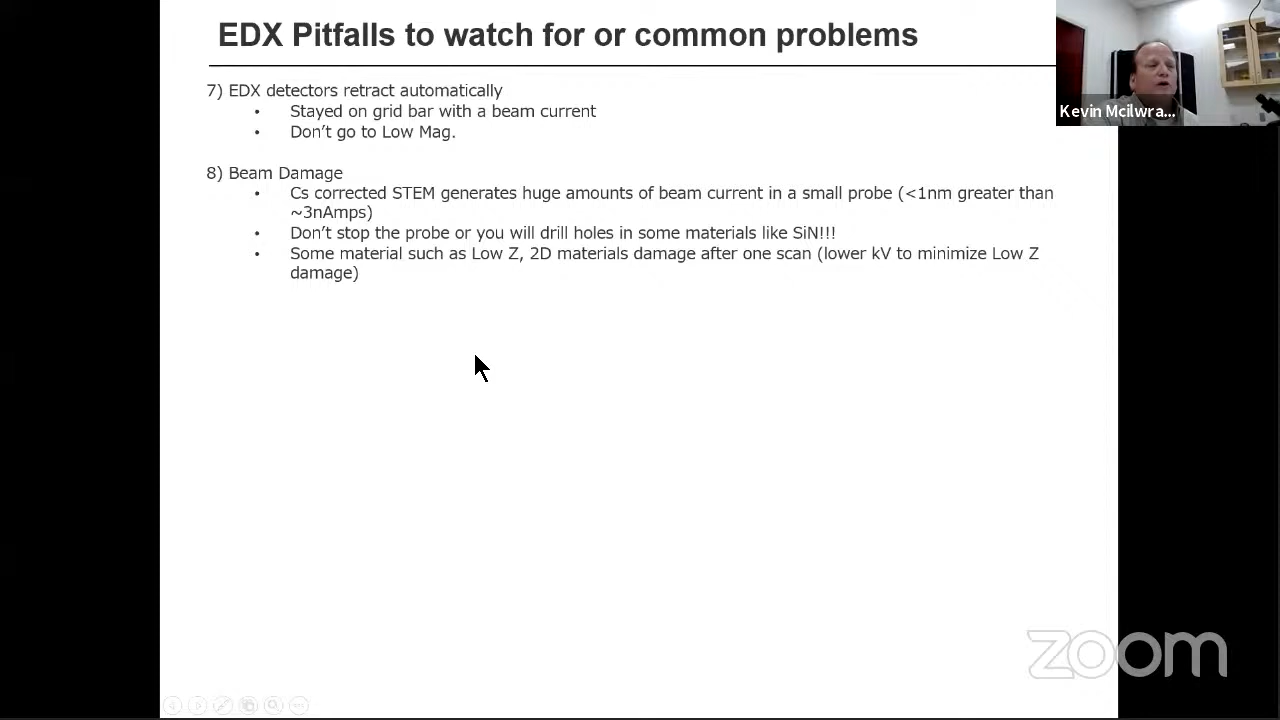 EDX Pitfalls to watch for or common problems
Kevin Mcilwra...
7) EDX detectors retract automatically
• Stayed on grid bar with a beam current
• Don't go to Low Mag.
8) Beam Damage
• Cs corrected STEM generates huge amounts of beam current in a small probe (<1nm greater than
~3nAmps)
• Don't stop the probe or you will drill holes in some materials like SiN!!!
• Some material such as Low Z, 2D materials damage after one scan (lower kV to minimize Low Z
damage)
zoom